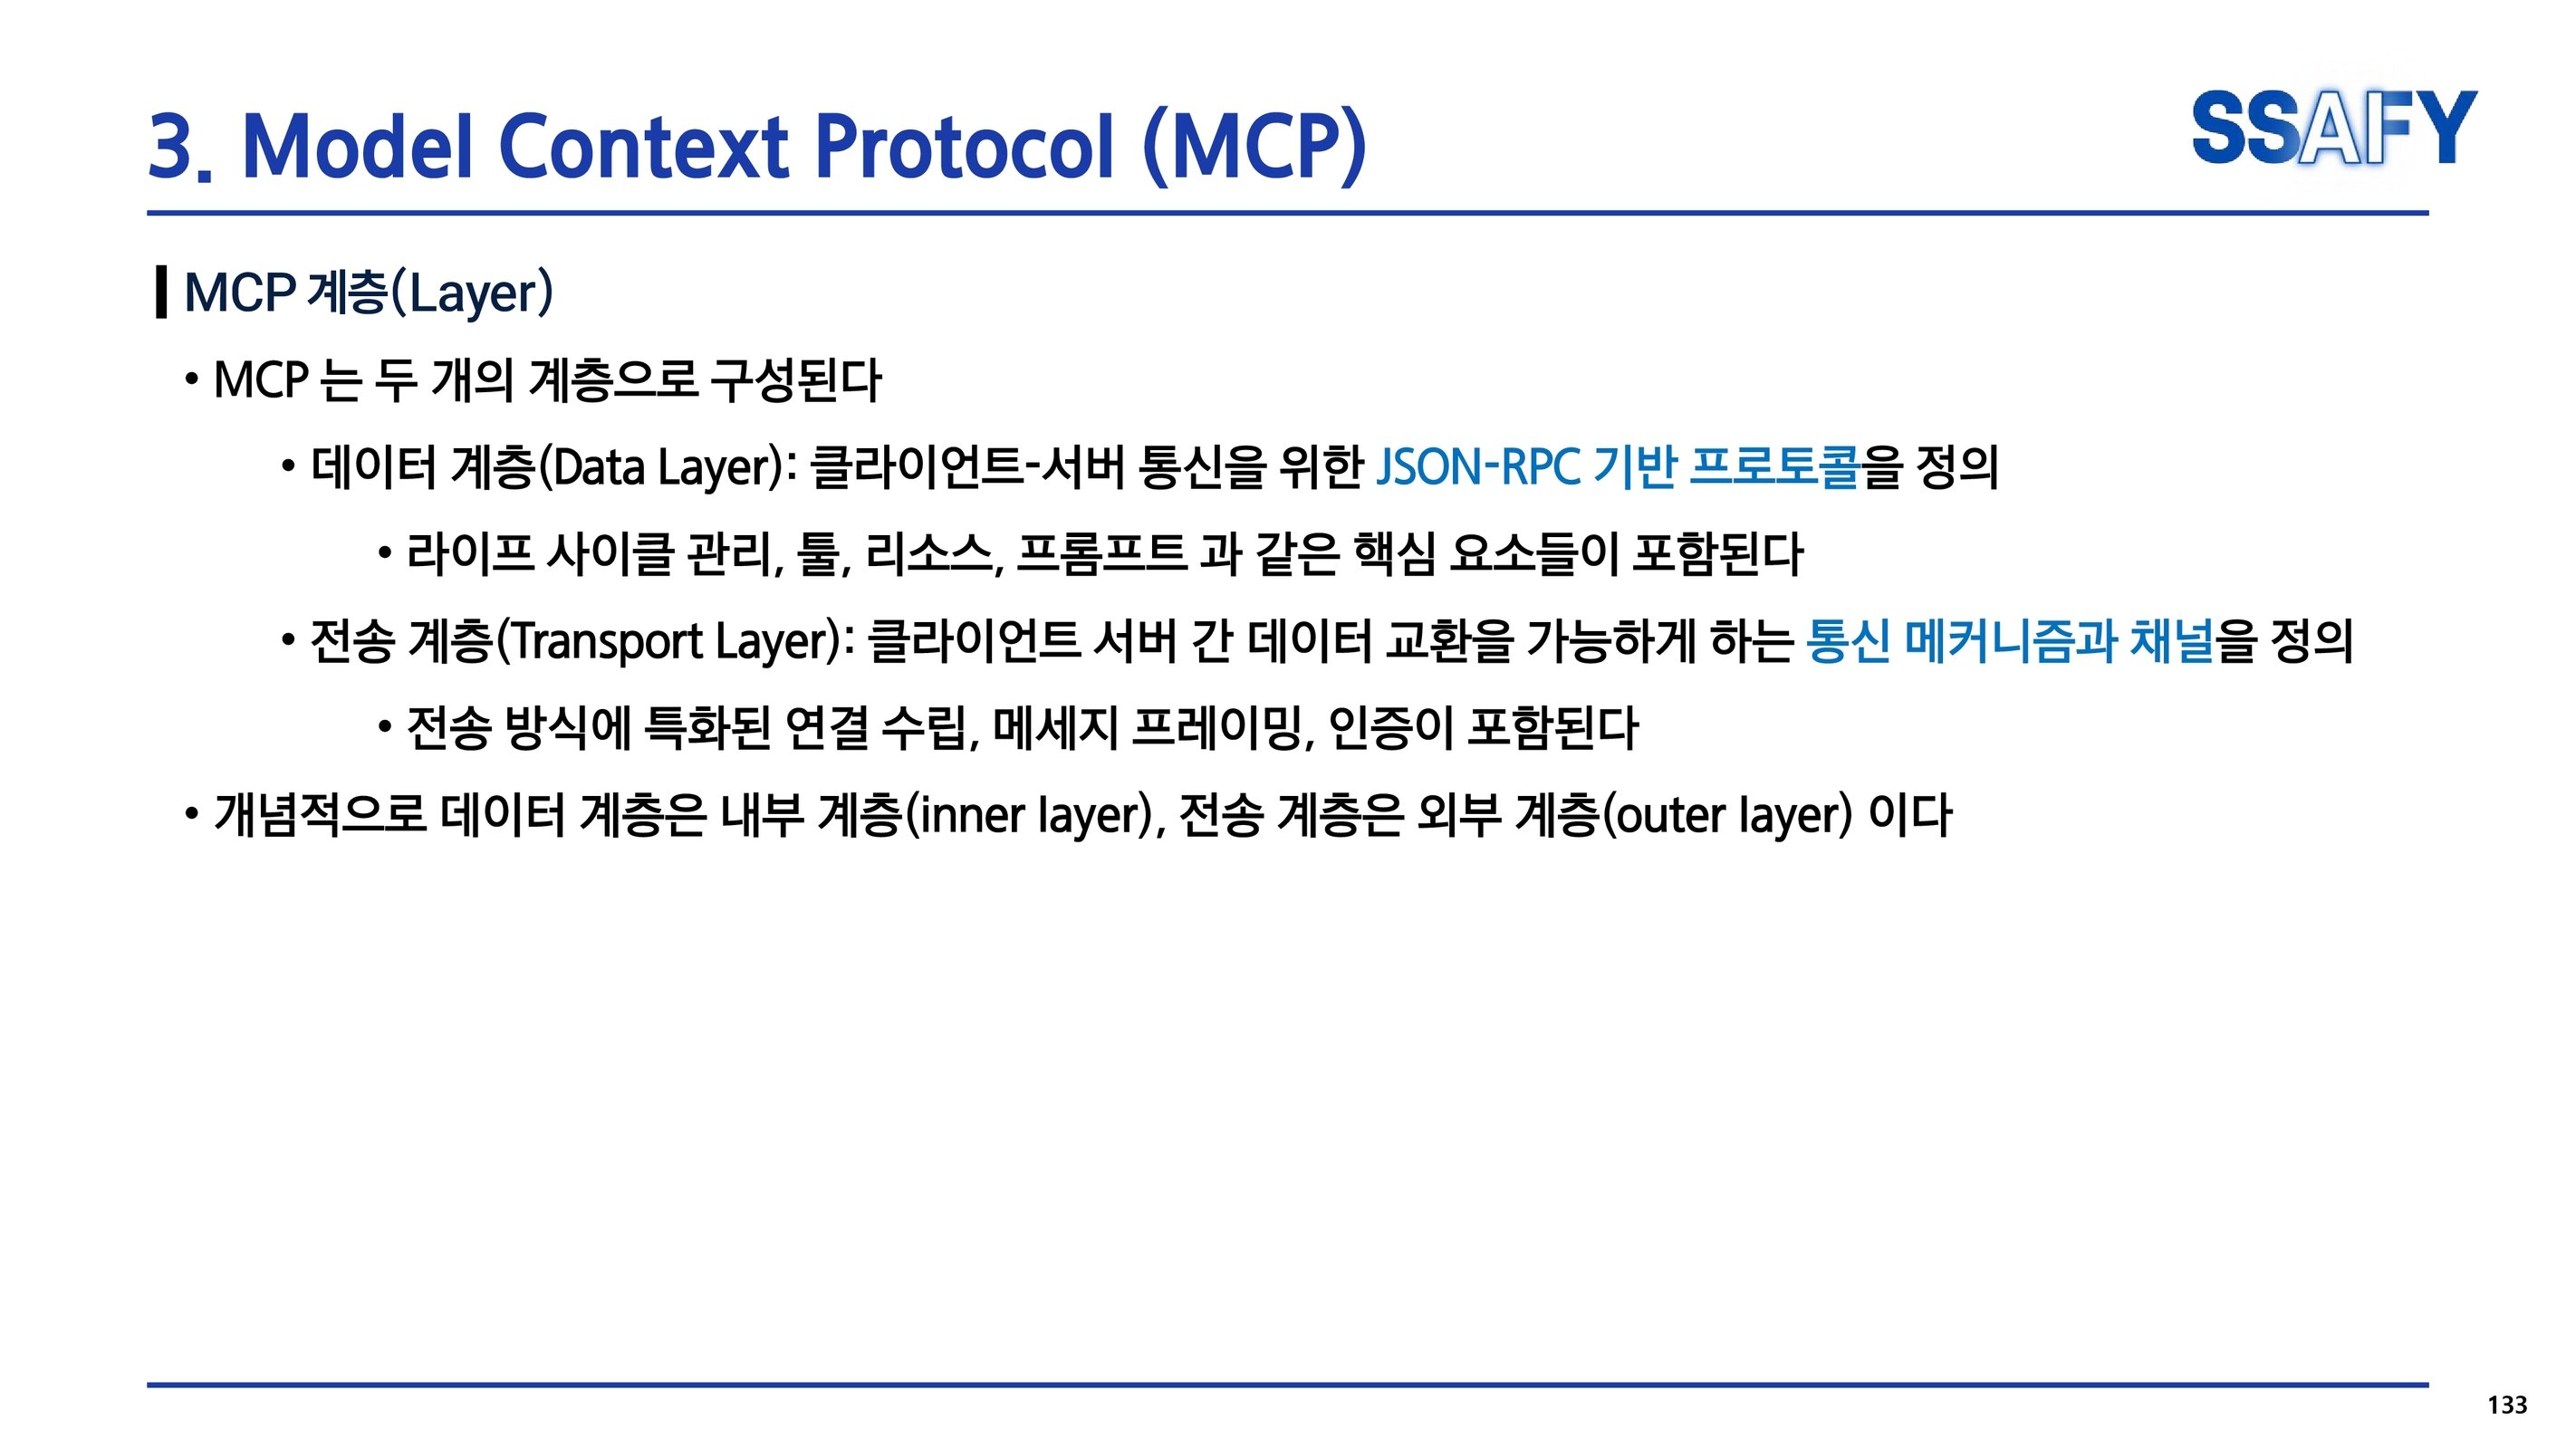 3. Model Context Protocol (MCP)
SSAFY
MCP 계층(Layer)
• MCP 는 두 개의 계층으로 구성된다
• 데이터 계층(Data Layer): 클라이언트-서버 통신을 위한 JSON-RPC 기반 프로토콜을 정의
• 라이프 사이클 관리, 툴, 리소스, 프롬프트 과 같은 핵심 요소들이 포함된다
• 전송 계층(Transport Layer): 클라이언트 서버 간 데이터 교환을 가능하게 하는 통신 메커니즘과 채널을 정의
• 전송 방식에 특화된 연결 수립, 메세지 프레이밍, 인증이 포함된다
• 개념적으로 데이터 계층은 내부 계층(inner layer), 전송 계층은 외부 계층(outer layer) 이다
133